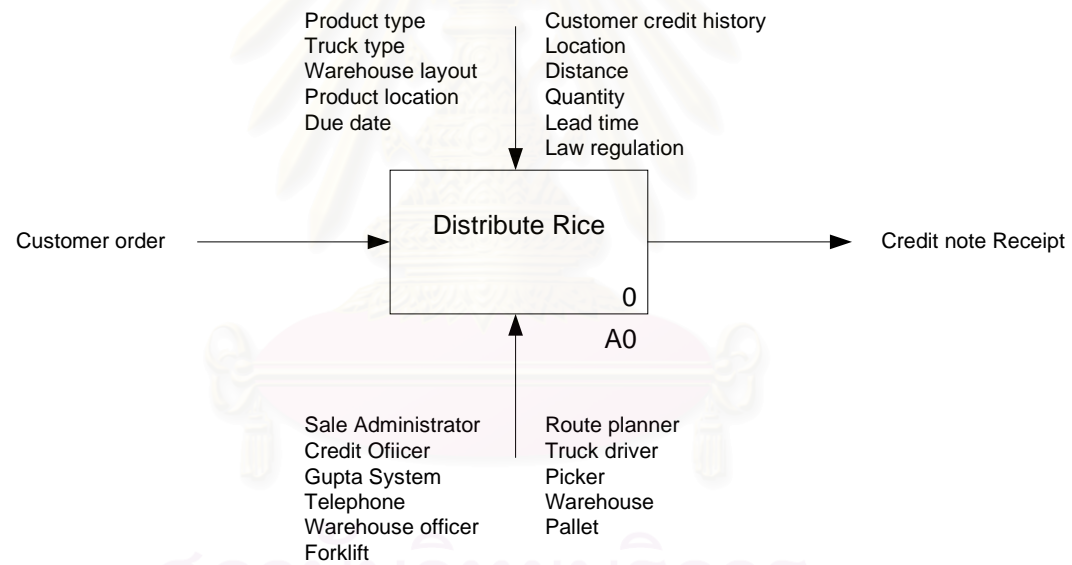 Product type
Truck type
Warehouse layout
Product location
Due date
Customer credit history
Location
Distance
Quantity
Lead time
Law regulation
Customer order
Distribute Rice
0
A0
Credit note Receipt
Sale Administrator
Credit Ofiicer
Gupta System
Telephone
Warehouse officer
Forklift
Route planner
Truck driver
Picker
Warehouse
Pallet